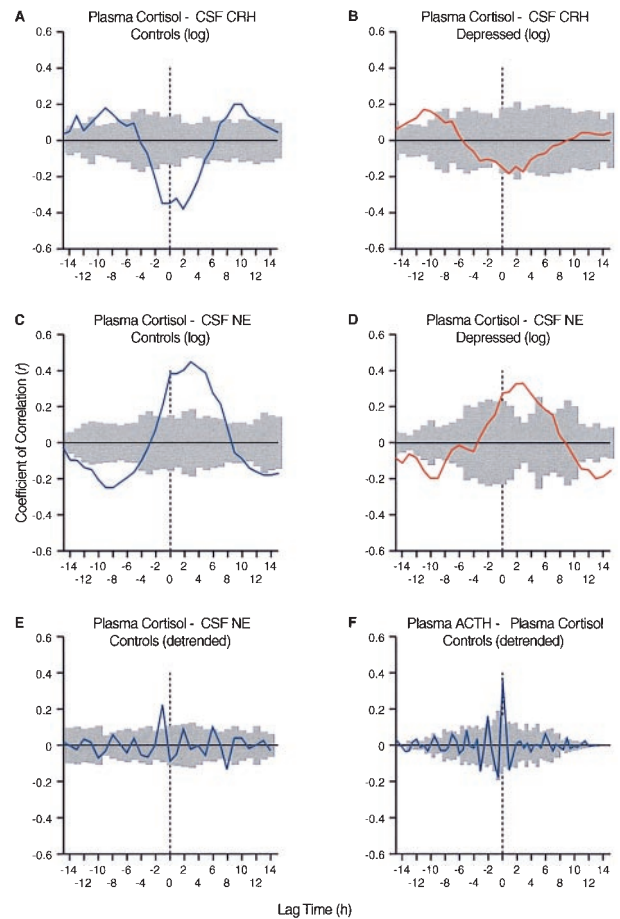 A
Plasma Cortisol - CSF CRH
Controls (log)
0.6
0.4
0.2
0
-0.2
-0.4
-0.6
-14 -10 -6 -2 2 6 10 14
-12 -8 -4 0 4 8 12
B
Plasma Cortisol - CSF CRH
Depressed (log)
0.6
0.4
0.2
0
-0.2
-0.4
-0.6
-14 -10 -6 -2 2 6 10 14
-12 -8 -4 0 4 8 12
C
Plasma Cortisol - CSF NE
Controls (log)
0.6
0.4
0.2
0
-0.2
-0.4
-0.6
-14 -10 -6 -2 2 6 10 14
-12 -8 -4 0 4 8 12
D
Plasma Cortisol - CSF NE
Depressed (log)
0.6
0.4
0.2
0
-0.2
-0.4
-0.6
-14 -10 -6 -2 2 6 10 14
-12 -8 -4 0 4 8 12
Coefficient of Correlation (r)
E
Plasma Cortisol - CSF NE
Controls (detrended)
0.6
0.4
0.2
0
-0.2
-0.4
-0.6
-14 -10 -6 -2 2 6 10 14
-12 -8 -4 0 4 8 12
F
Plasma ACTH - Plasma Cortisol
Controls (detrended)
0.6
0.4
0.2
0
-0.2
-0.4
-0.6
-14 -10 -6 -2 2 6 10 14
-12 -8 -4 0 4 8 12
Lag Time (h)